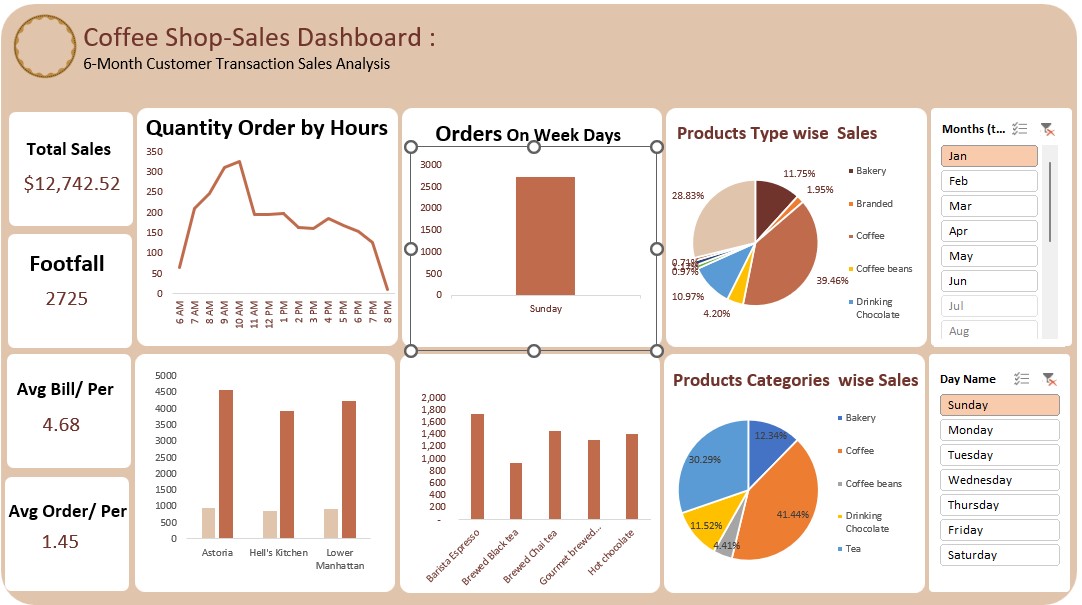 Coffee Shop-Sales Dashboard :
6-Month Customer Transaction Sales Analysis
Total Sales
$12,742.52
Footfall
2725
Avg Bill/ Per
4.68
Avg Order/ Per
1.45
Quantity Order by Hours
350
300
250
200
150
100
50
0
6 AM
7 AM
8 AM
9 AM
10 AM
11 AM
12 PM
1 PM
2 PM
3 PM
4 PM
5 PM
6 PM
7 PM
8 PM
Orders On Week Days
3000
2500
2000
1500
1000
500
0
Sunday
Products Type wise Sales
11.75%
1.95%
28.83%
0.71%
0.97%
39.46%
10.97%
4.20%
Bakery
Branded
Coffee
Coffee beans
Drinking
Chocolate
Months (t...
Jan
Feb
Mar
Apr
May
Jun
Jul
Aug
5000
4500
4000
3500
3000
2500
2000
1500
1000
500
0
Astoria
Hell's Kitchen
Lower
Manhattan
2,000
1,800
1,600
1,400
1,200
1,000
800
600
400
200
-
Barista Espresso
Brewed Black tea
Brewed Chai tea
Gourmet brewed...
Hot chocolate
Products Categories wise Sales
12.34%
30.29%
41.44%
11.52%
4.41%
Bakery
Coffee
Coffee beans
Drinking
Chocolate
Tea
Day Name
Sunday
Monday
Tuesday
Wednesday
Thursday
Friday
Saturday